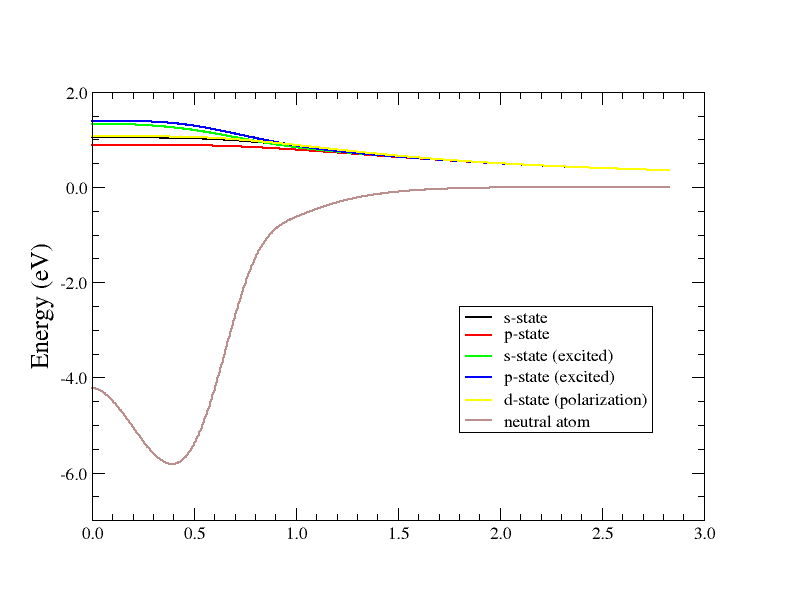 2.0
0.0
-2.0
-4.0
-6.0
Energy (eV)
s-state
p-state
s-state (excited)
p-state (excited)
d-state (polarization)
neutral atom
0.0 0.5 1.0 1.5 2.0 2.5 3.0